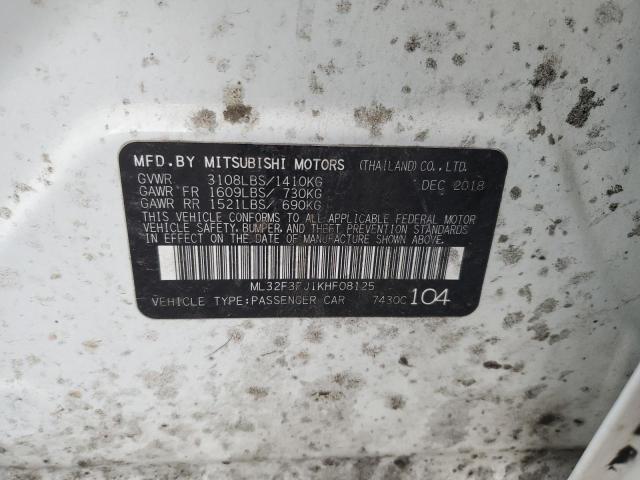 MFD.BY MITSUBISHI MOTORS (THAILAND) CO.,LTD.
GVWR 3108LBS/1410KG DEC 2018
GAWR FR 1609LBS/ 730KG
GAWR RR 1521LBS/ 690KG
THIS VEHICLE CONFORMS TO ALL APPLICABLE FEDERAL MOTOR
VEHICLE SAFETY, BUMPER, AND THEFT PREVENTION STANDARDS
IN EFFECT ON THE DATE OF MANUFACTURE SHOWN ABOVE.
ML32F3FJ1KHF08125
VEHICLE TYPE:PASSENGER CAR 7430C 104